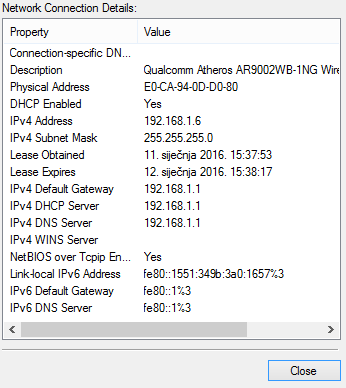 Network Connection Details:
Property Value
Connection-specific DN...
Description Qualcomm Atheros AR9002WB-1NG Wire
Physical Address E0-CA-94-0D-D0-80
DHCP Enabled Yes
IPv4 Address 192.168.1.6
IPv4 Subnet Mask 255.255.255.0
Lease Obtained 11. siječnja 2016. 15:37:53
Lease Expires 12. siječnja 2016. 15:38:17
IPv4 Default Gateway 192.168.1.1
IPv4 DHCP Server 192.168.1.1
IPv4 DNS Server 192.168.1.1
IPv4 WINS Server
NetBIOS over Tcpip En... Yes
Link-local IPv6 Address fe80::1551:349b:3a0:1657%3
IPv6 Default Gateway fe80::1%3
IPv6 DNS Server fe80::1%3
Close